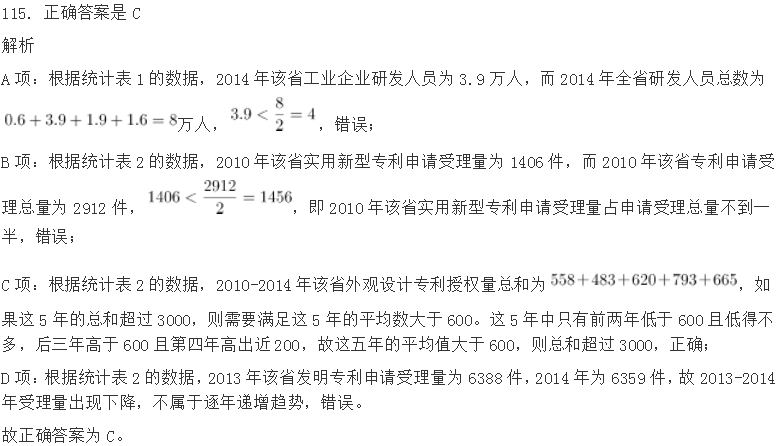 115. 正确答案是 C
解析
A 项：根据统计表 1 的数据，2014 年该省工业企业研发人员为 3.9 万人，而 2014 年全省研发人员总数为
0.6+3.9+1.9+1.6=8万人，3.9<8/2=4，错误；
B 项：根据统计表 2 的数据，2010 年该省实用新型专利申请受理量为 1406 件，而 2010 年该省专利申请受
理总量为 2912 件，1406<2912/2=1456，即 2010 年该省实用新型专利申请受理量占申请受理总量不到一
半，错误；
C 项：根据统计表 2 的数据，2010-2014 年该省外观设计专利授权量总和为 558+483+620+793+665，如
果这 5 年的总和超过 3000，则需要满足这 5 年的平均数大于 600。这 5 年中只有前两年低于 600 且低得不
多，后三年高于 600 且第四年高出近 200，故这五年的平均值大于 600，则总和超过 3000，正确；
D 项：根据统计表 2 的数据，2013 年该省发明专利申请受理量为 6388 件，2014 年为 6359 件，故 2013-2014
年受理量出现下降，不属于逐年递增趋势，错误。
故正确答案为 C。